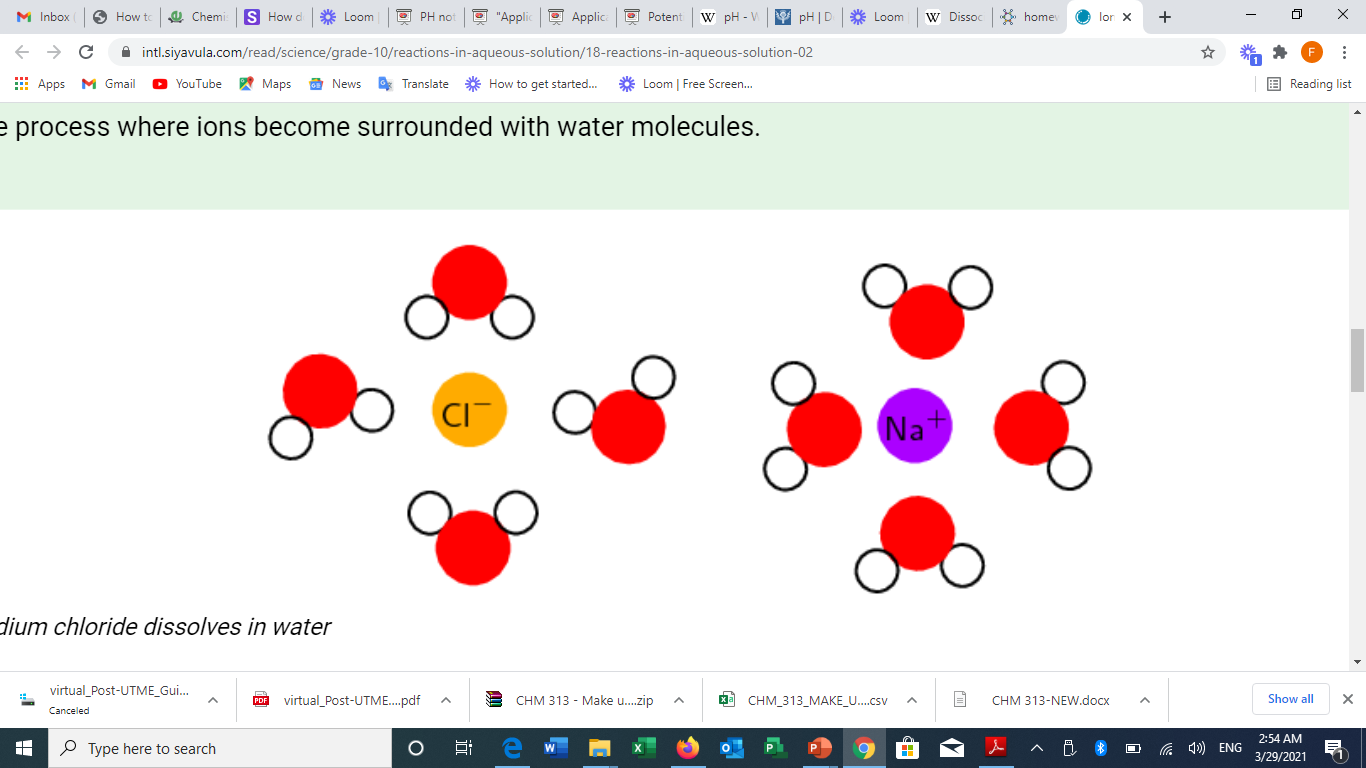 Inbox (
How to
Chemi
How d
Loom |
PH not
"Applic
Applica
Potent
pH - W
pH | D
Loom |
Dissoc
homew
Ion
intl.siyavula.com/read/science/grade-10/reactions-in-aqueous-solution/18-reactions-in-aqueous-solution-02
Apps Gmail YouTube Maps News Translate How to get started... Loom | Free Screen... Reading list
e process where ions become surrounded with water molecules.
Cl⁻
Na⁺
dium chloride dissolves in water
virtual_Post-UTME_Gui...
Canceled
virtual_Post-UTME....pdf
CHM 313 - Make u....zip
CHM_313_MAKE_U....csv
CHM 313-NEW.docx
Show all
Type here to search
ENG
2:54 AM
3/29/2021